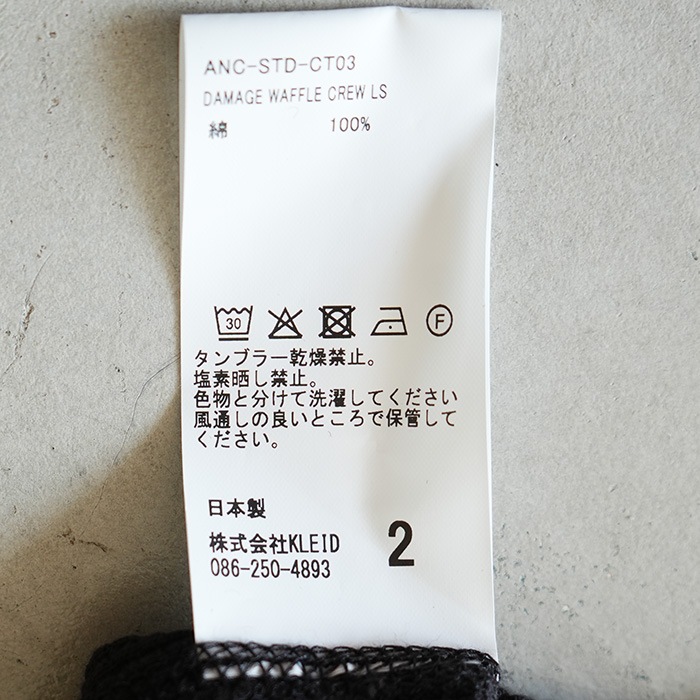 ANC-STD-CT03
DAMAGE WAFFLE CREW LS
綿 100%
30 F
タンブラー乾燥禁止。
塩素晒し禁止。
色物と分けて洗濯してください
風通しの良いところで保管して
ください。
日本製
株式会社KLEID
086-250-4893
2